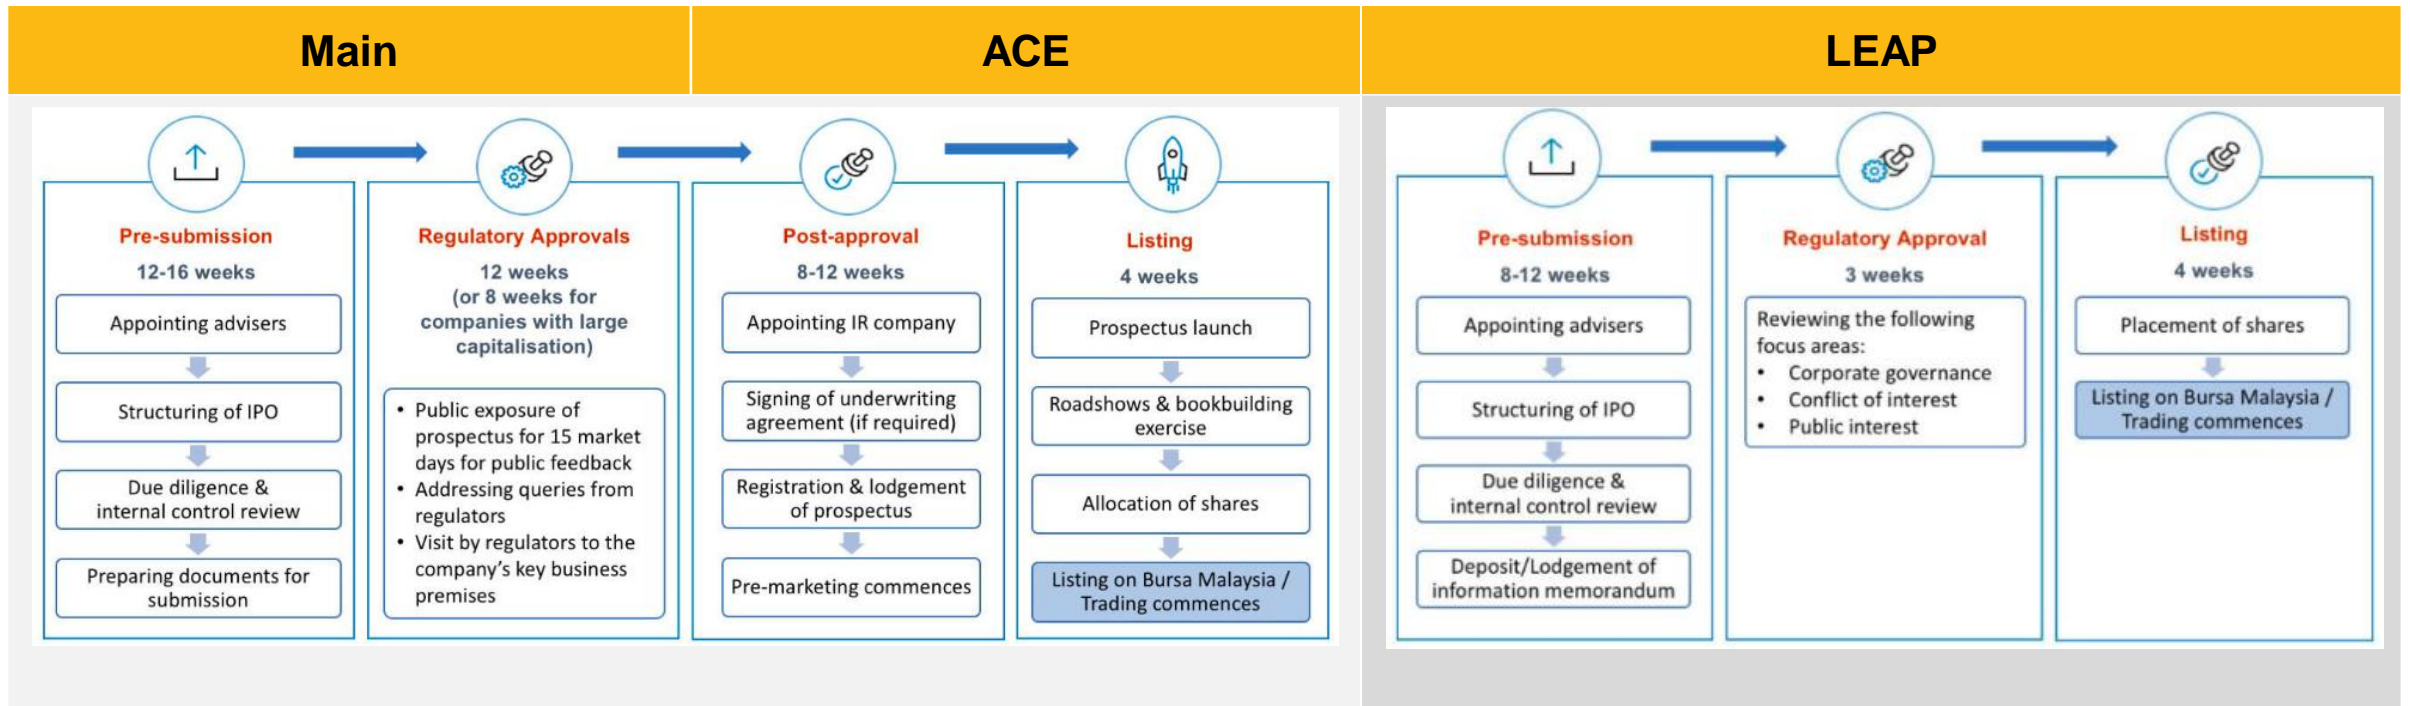 Main
ACE
LEAP
Pre-submission
12-16 weeks
Appointing advisers
Structuring of IPO
Due diligence &
internal control review
Preparing documents for
submission
Regulatory Approvals
12 weeks
(or 8 weeks for
companies with large
capitalisation)
• Public exposure of
prospectus for 15 market
days for public feedback
• Addressing queries from
regulators
• Visit by regulators to the
company's key business
premises
Post-approval
8-12 weeks
Appointing IR company
Signing of underwriting
agreement (if required)
Registration & lodgement
of prospectus
Pre-marketing commences
Listing
4 weeks
Prospectus launch
Roadshows & bookbuilding
exercise
Allocation of shares
Listing on Bursa Malaysia /
Trading commences
Pre-submission
8-12 weeks
Appointing advisers
Structuring of IPO
Due diligence &
internal control review
Deposit/Lodgement of
information memorandum
Regulatory Approval
3 weeks
Reviewing the following
focus areas:
• Corporate governance
• Conflict of interest
• Public interest
Listing
4 weeks
Placement of shares
Listing on Bursa Malaysia /
Trading commences